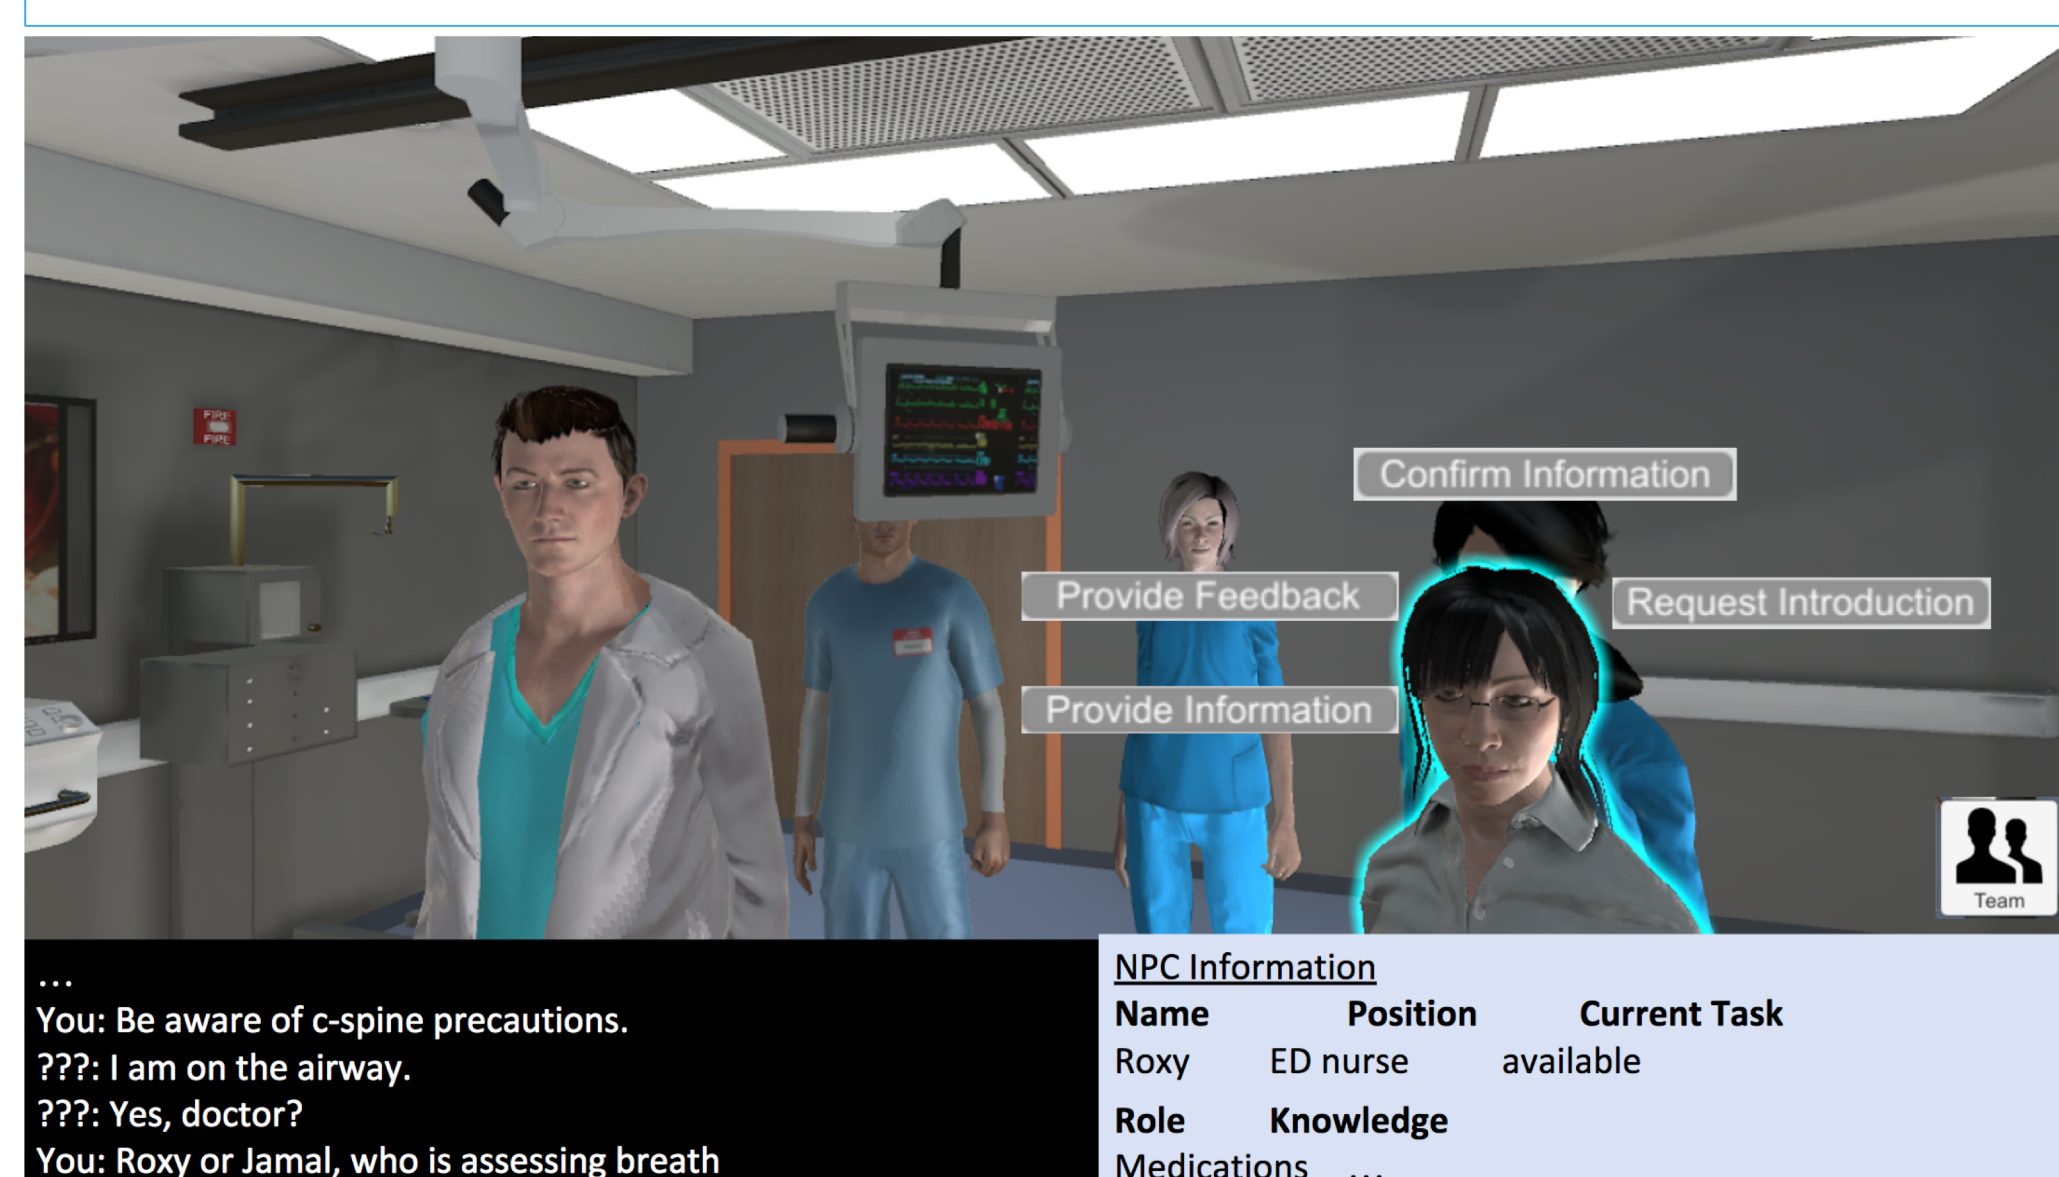 FIRE
FIRE
Confirm Information
Provide Feedback
Request Introduction
Provide Information
Team
...
You: Be aware of c-spine precautions.
???: I am on the airway.
???: Yes, doctor?
You: Roxy or Jamal, who is assessing breath
NPC Information
Name Position Current Task
Roxy ED nurse available
Role Knowledge
Medications ...